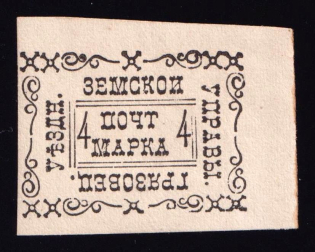 ЗЕМСКОЙ
УПРАВЫ.
ГРЯЗОВЕЦ.
УѢЗДН.
4 ПОЧТ 4
МАРКА